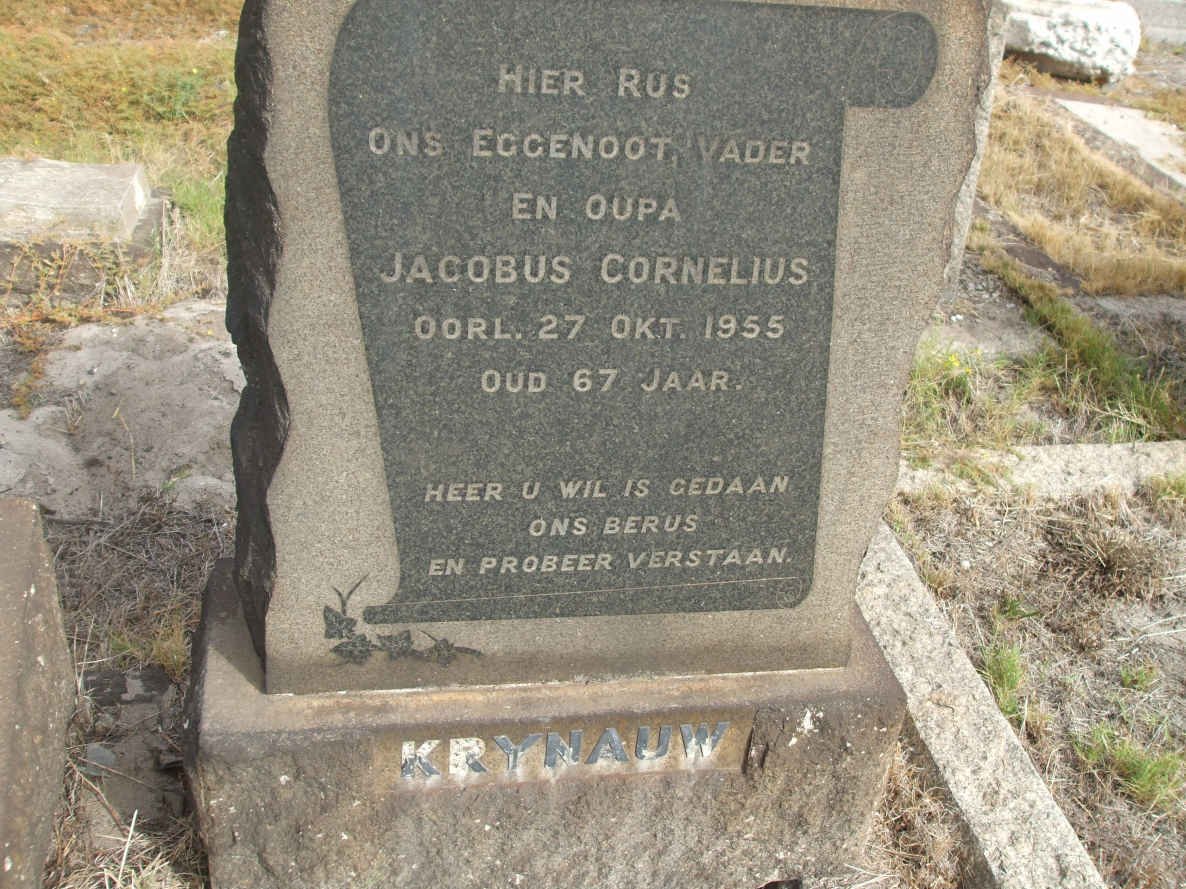 HIER RUS
ONS EGGENOOT, VADER
EN OUPA
JACOBUS CORNELIUS
OORL. 27 OKT. 1955
OUD 67 JAAR.
HEER U WIL IS GEDAAN
ONS BERUS
EN PROBEER VERSTAAN.
KRYNAUW